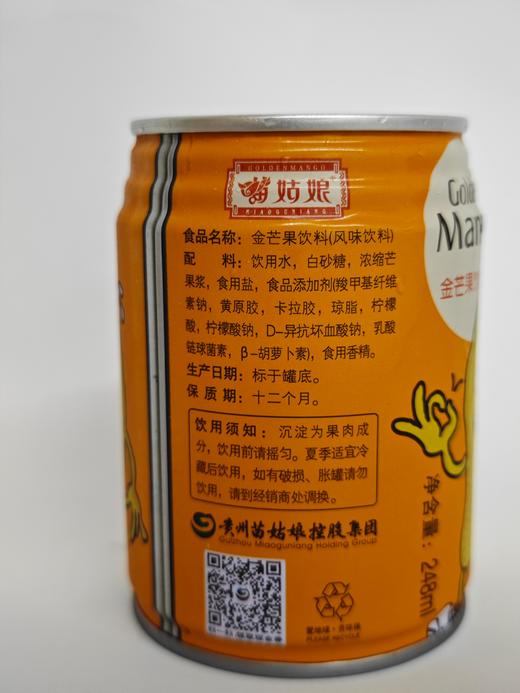 GOLDENMANGO
苗姑娘
MIAOGUNIANG
食品名称：金芒果饮料(风味饮料)
配 料：饮用水，白砂糖，浓缩芒
果浆，食用盐，食品添加剂(羧甲基纤维
素钠，黄原胶，卡拉胶，琼脂，柠檬
酸，柠檬酸钠，D-异抗坏血酸钠，乳酸
链球菌素，β-胡萝卜素)，食用香精。
生产日期：标于罐底。
保 质 期：十二个月。
饮用须知：沉淀为果肉成
分，饮用前请摇匀。夏季适宜冷
藏后饮用，如有破损、胀罐请勿
饮用，请到经销商处调换。
贵州苗姑娘控股集团
Guizhou Miaoguniang Holding Group
PLEASE RECYCLE
Golde
Man
金芒果
净含量：248ml